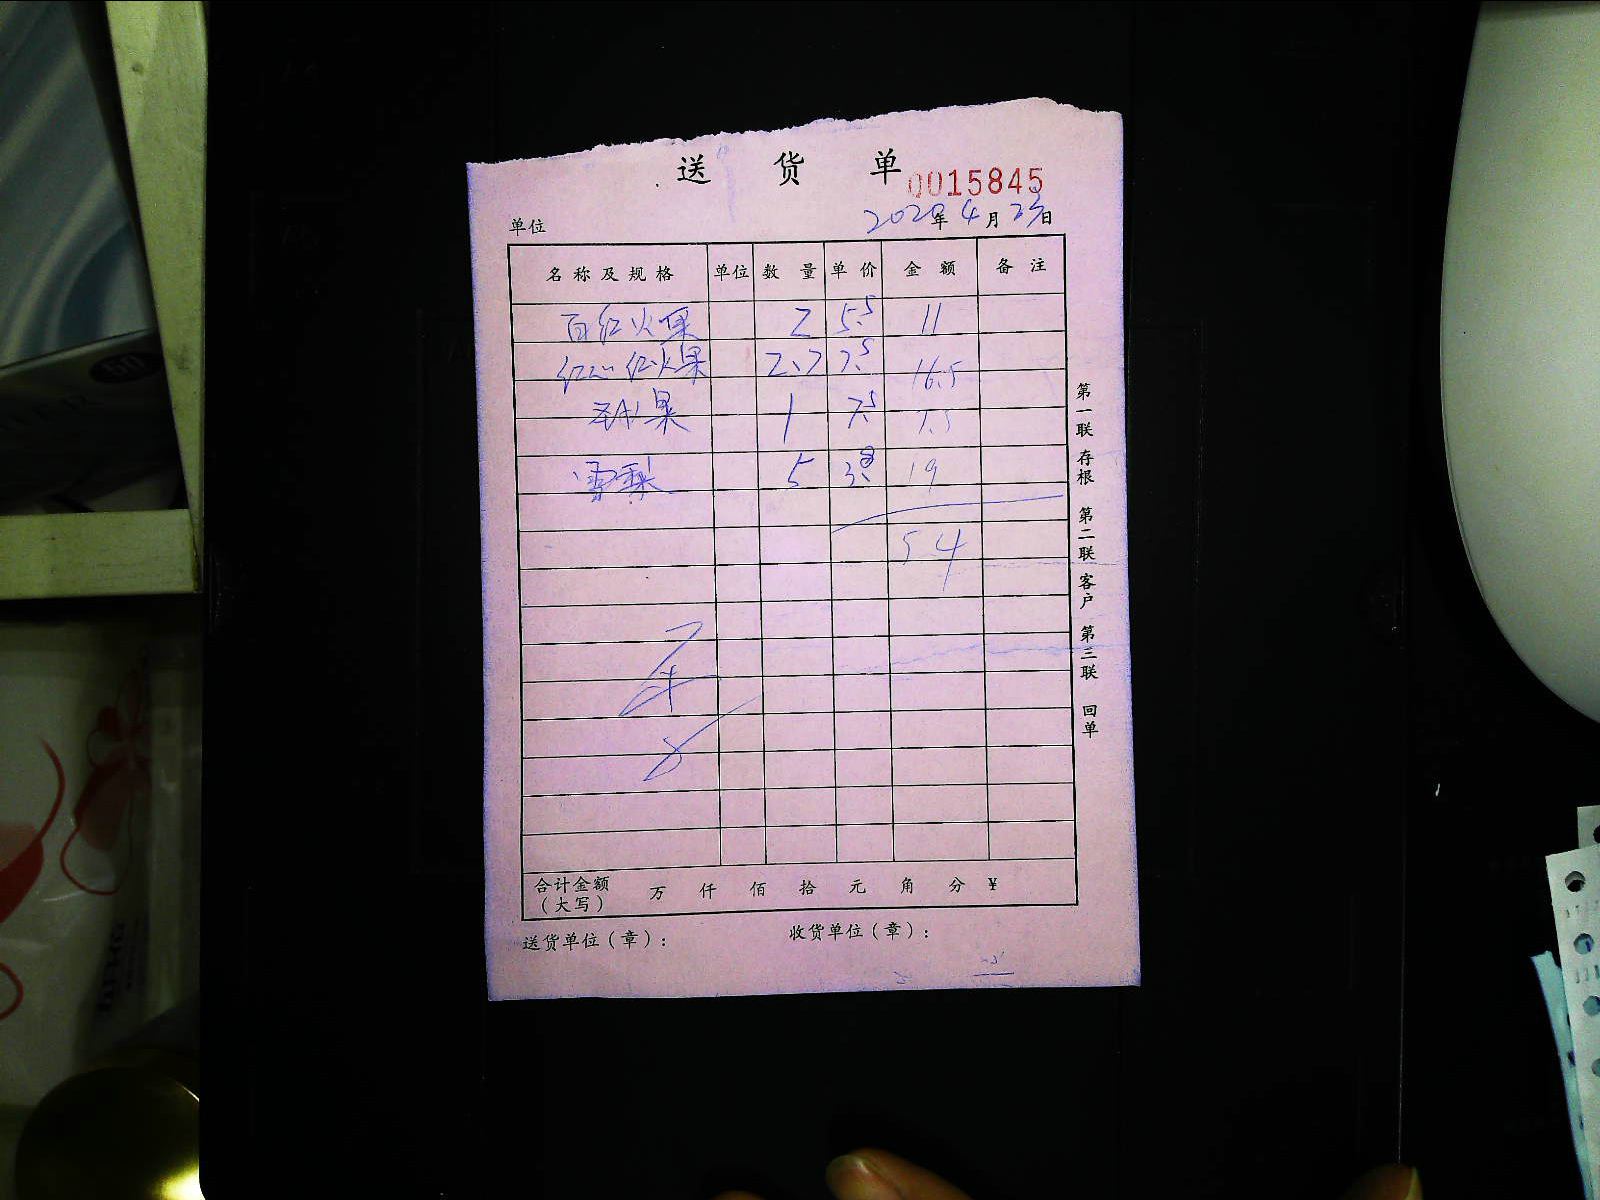 送 货 单
0015845
单位
2020年4月23日
名称及规格 单位 数量 单价 金额 备注
百红火果 2 5.5 11
红心红火果 2.2 7.5 16.5
圣女果 1 7.5 7.5
雪梨 5 3.8 19
54
合计金额(大写) 万 仟 佰 拾 元 角 分 ¥
送货单位(章): 收货单位(章):
第一联 存根 第二联 客户 第三联 回单